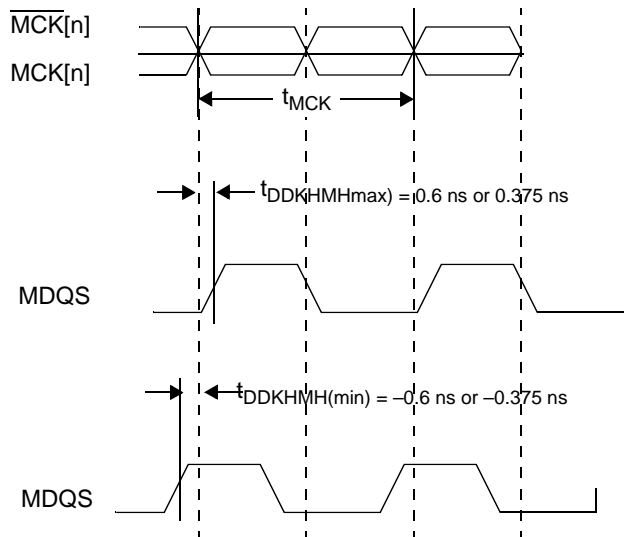 MCK[n]
MCK[n]
tMCK
tDDKHMHmax) = 0.6 ns or 0.375 ns
MDQS
tDDKHMH(min) = –0.6 ns or –0.375 ns
MDQS